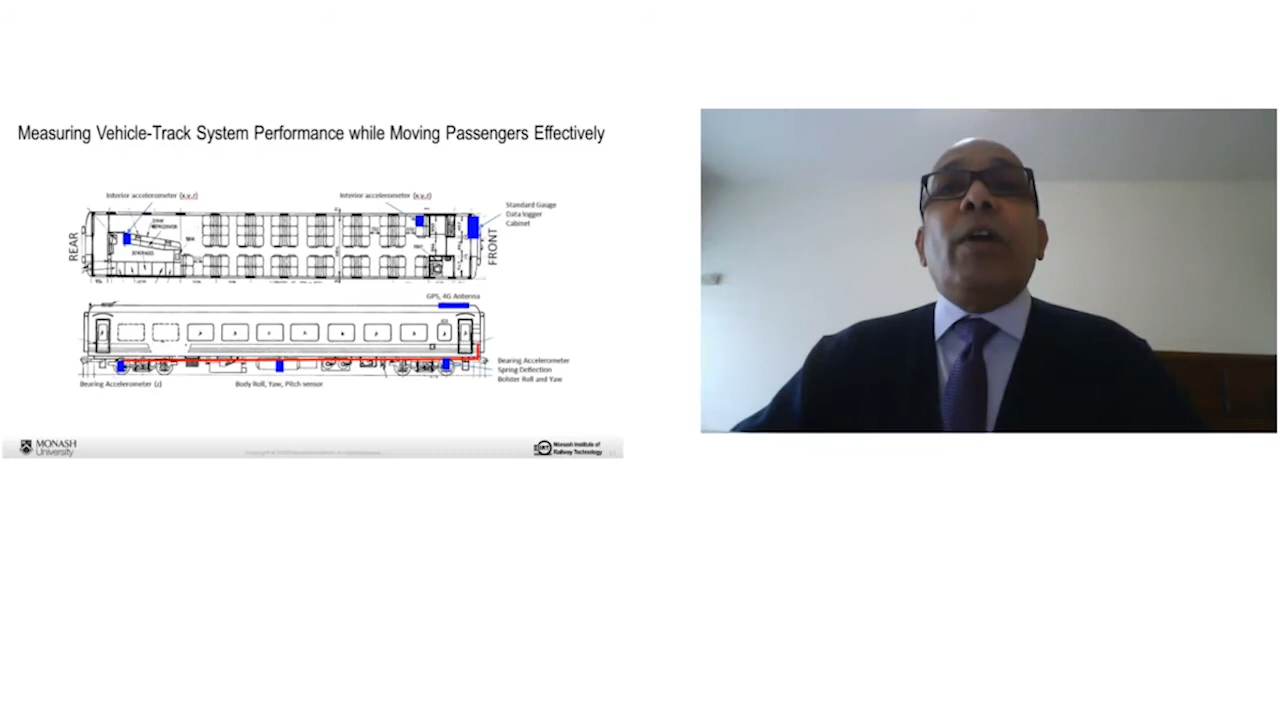 Measuring Vehicle-Track System Performance while Moving Passengers Effectively
Interior accelerometer (x,y,z)
Interior accelerometer (x,y,z)
Standard Gauge
Data logger
Cabinet
REAR
FRONT
GPS, 4G Antenna
Bearing Accelerometer
Spring Deflection
Bolster Roll and Yaw
Bearing Accelerometer (z)
Body Roll, Yaw, Pitch sensor
MONASH
University
Monash Institute of
Railway Technology